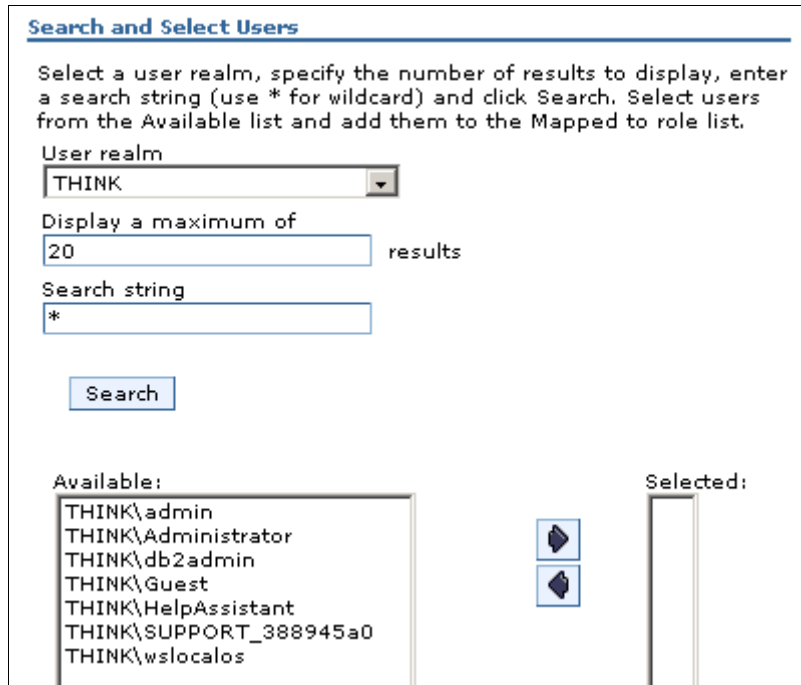 Search and Select Users
Select a user realm, specify the number of results to display, enter
a search string (use * for wildcard) and click Search. Select users
from the Available list and add them to the Mapped to role list.
User realm
THINK
Display a maximum of
20 results
Search string
*
Search
Available: Selected:
THINK\admin
THINK\Administrator
THINK\db2admin
THINK\Guest
THINK\HelpAssistant
THINK\SUPPORT_388945a0
THINK\wslocalos